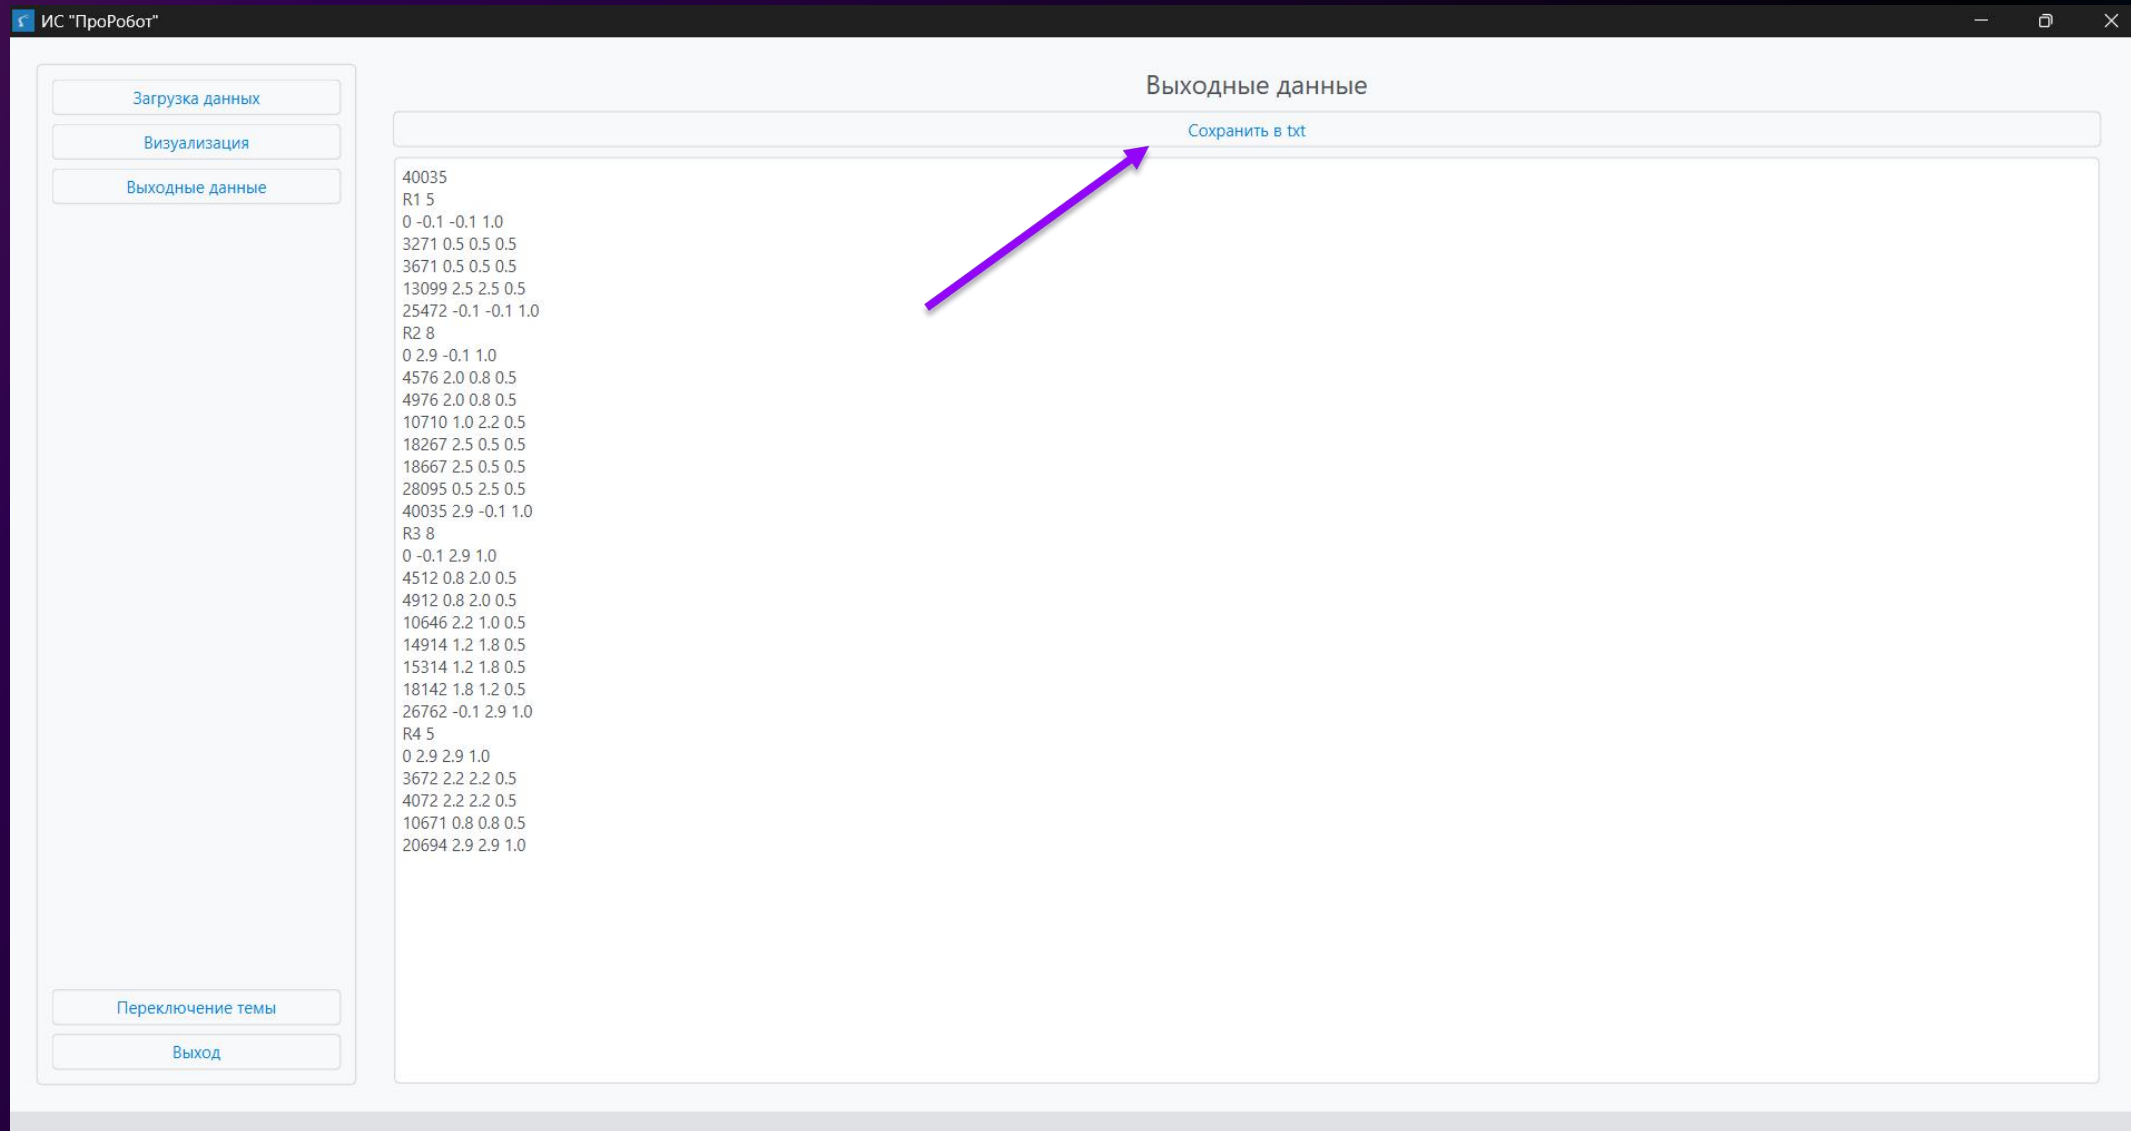 ИС "ПроРобот"
Загрузка данных
Визуализация
Выходные данные
Переключение темы
Выход
Выходные данные
Сохранить в txt
40035
R1 5
0 -0.1 -0.1 1.0
3271 0.5 0.5 0.5
3671 0.5 0.5 0.5
13099 2.5 2.5 0.5
25472 -0.1 -0.1 1.0
R2 8
0 2.9 -0.1 1.0
4576 2.0 0.8 0.5
4976 2.0 0.8 0.5
10710 1.0 2.2 0.5
18267 2.5 0.5 0.5
18667 2.5 0.5 0.5
28095 0.5 2.5 0.5
40035 2.9 -0.1 1.0
R3 8
0 -0.1 2.9 1.0
4512 0.8 2.0 0.5
4912 0.8 2.0 0.5
10646 2.2 1.0 0.5
14914 1.2 1.8 0.5
15314 1.2 1.8 0.5
18142 1.8 1.2 0.5
26762 -0.1 2.9 1.0
R4 5
0 2.9 2.9 1.0
3672 2.2 2.2 0.5
4072 2.2 2.2 0.5
10671 0.8 0.8 0.5
20694 2.9 2.9 1.0